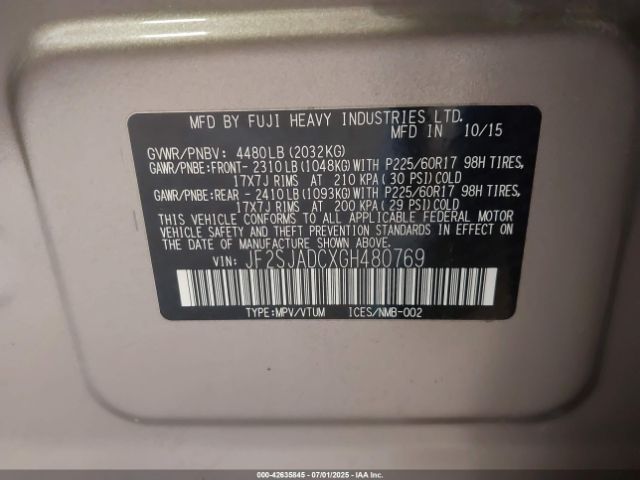 MFD BY FUJI HEAVY INDUSTRIES LTD.
MFD IN 10/15
GVWR/PNBV: 4480LB (2032KG)
GAWR/PNBE: FRONT- 2310LB (1048KG) WITH P225/60R17 98H TIRES,
17X7J RIMS AT 210 KPA (30 PSI) COLD
GAWR/PNBE: REAR - 2410LB (1093KG) WITH P225/60R17 98H TIRES,
17X7J RIMS AT 200 KPA (29 PSI) COLD
THIS VEHICLE CONFORMS TO ALL APPLICABLE FEDERAL MOTOR
VEHICLE SAFETY AND THEFT PREVENTION STANDARDS IN EFFECT ON
THE DATE OF MANUFACTURE SHOWN ABOVE.
VIN: JF2SJADCXGH480769
TYPE:MPV/VTUM ICES/NMB-002
000-42635845 - 07/01/2025 - IAAI.COM